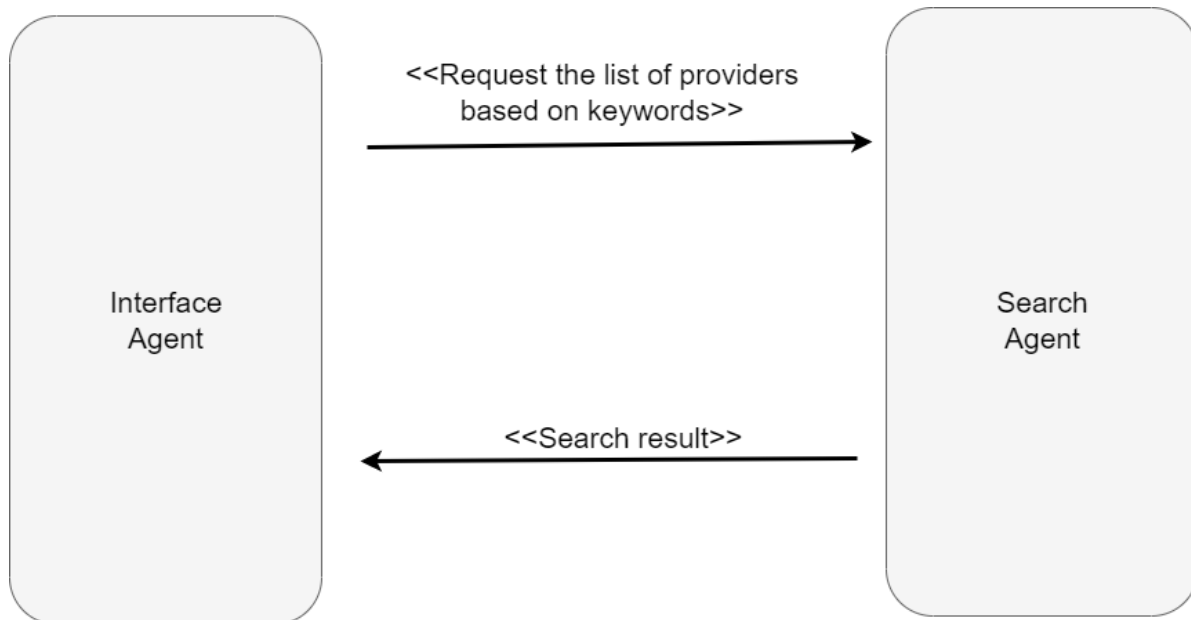 <<Request the list of providers
based on keywords>>
Interface
Agent
Search
Agent
<<Search result>>